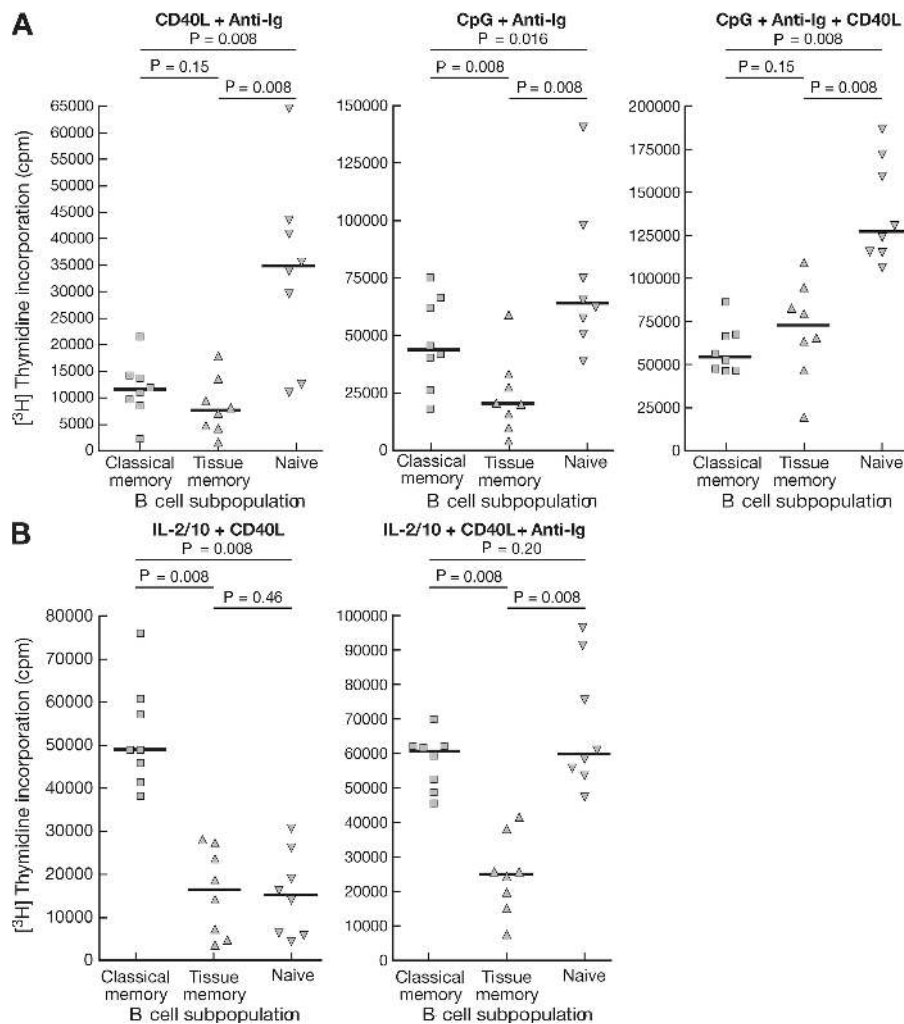 A
CD40L + Anti-Ig
P = 0.008
P = 0.15
P = 0.008
[³H] Thymidine incorporation (cpm)
65000
60000
55000
50000
45000
40000
35000
30000
25000
20000
15000
10000
5000
0
Classical memory
Tissue memory
Naive
B cell subpopulation
CpG + Anti-Ig
P = 0.016
P = 0.008
P = 0.008
150000
125000
100000
75000
50000
25000
0
Classical memory
Tissue memory
Naive
B cell subpopulation
CpG + Anti-Ig + CD40L
P = 0.008
P = 0.15
P = 0.008
200000
175000
150000
125000
100000
75000
50000
25000
0
Classical memory
Tissue memory
Naive
B cell subpopulation
B
IL-2/10 + CD40L
P = 0.008
P = 0.008
P = 0.46
[³H] Thymidine incorporation (cpm)
80000
70000
60000
50000
40000
30000
20000
10000
0
Classical memory
Tissue memory
Naive
B cell subpopulation
IL-2/10 + CD40L + Anti-Ig
P = 0.20
P = 0.008
P = 0.008
100000
90000
80000
70000
60000
50000
40000
30000
20000
10000
0
Classical memory
Tissue memory
Naive
B cell subpopulation